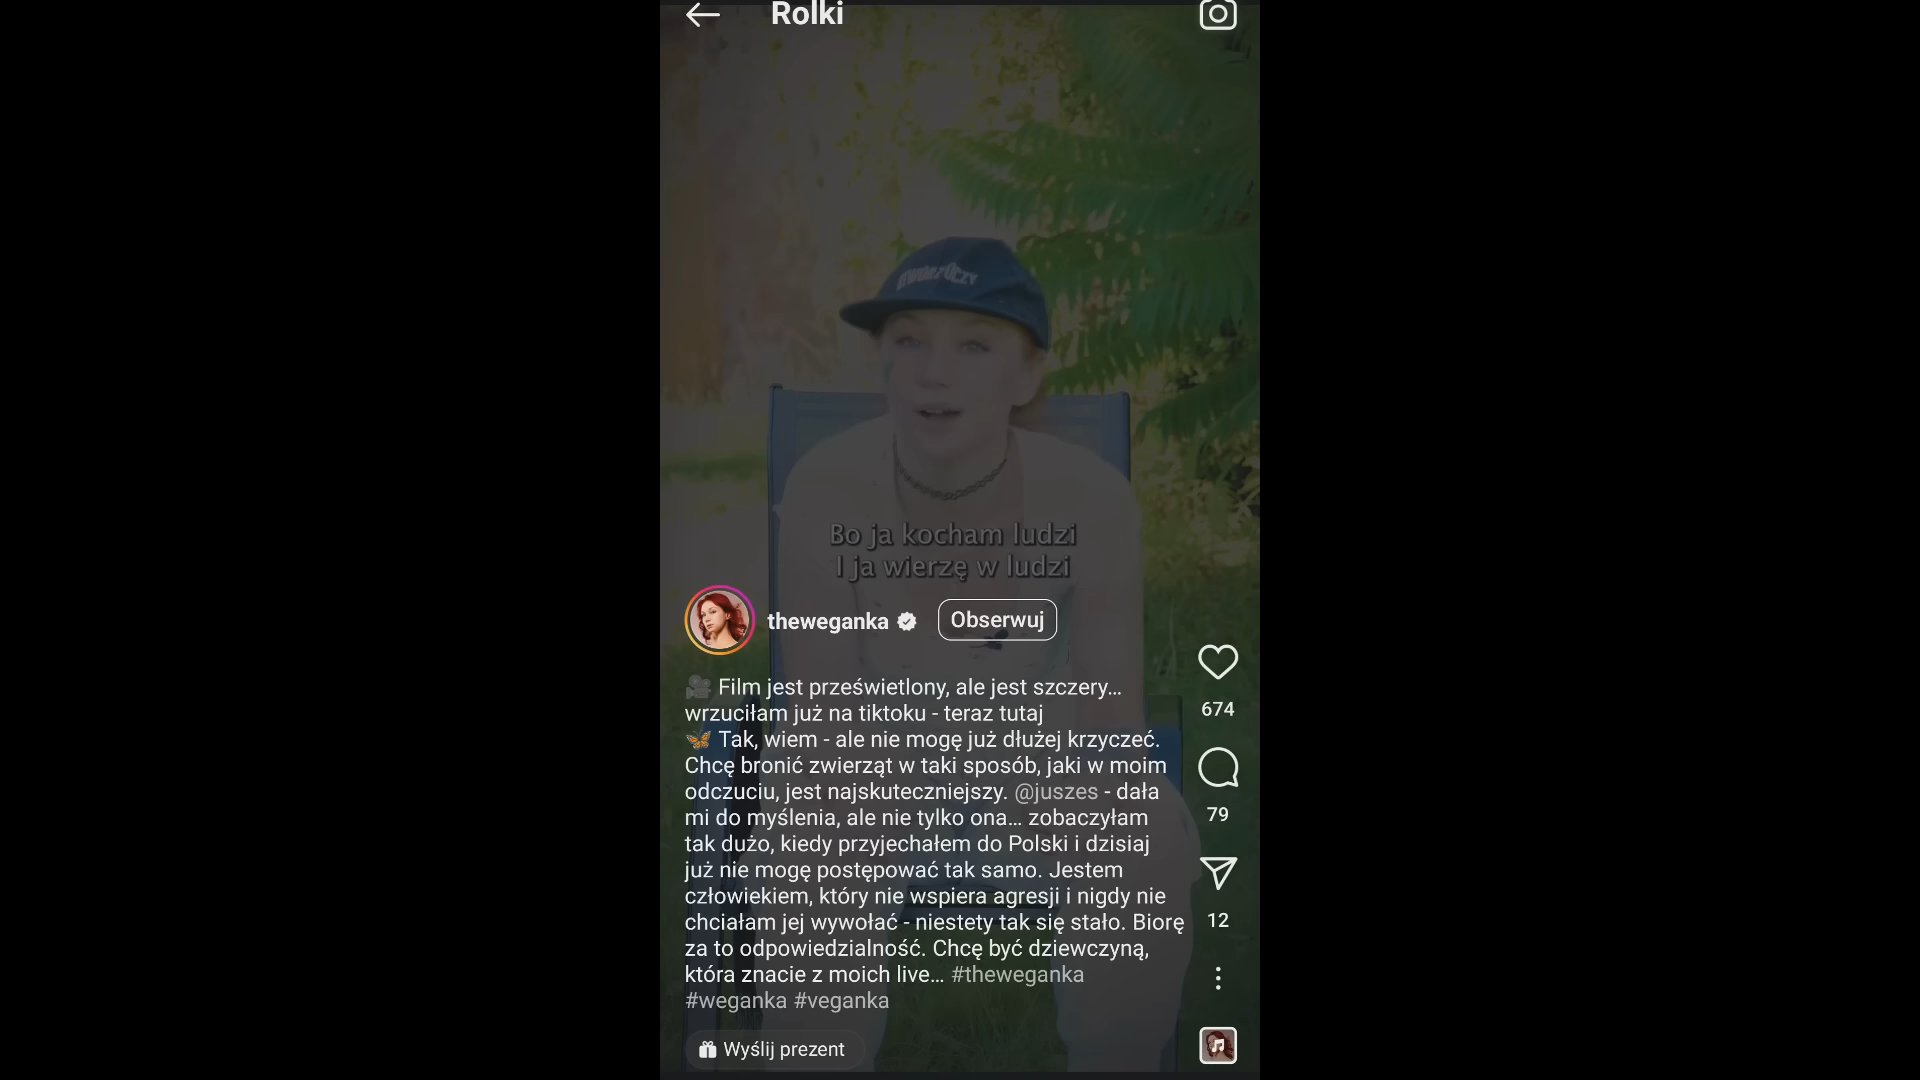 Rolki
OTWÓRZ OCZY
Bo ja kocham ludzi
I ja wierzę w ludzi
theweganka
Obserwuj
Film jest prześwietlony, ale jest szczery...
wrzuciłam już na tiktoku - teraz tutaj
Tak, wiem - ale nie mogę już dłużej krzyczeć.
Chcę bronić zwierząt w taki sposób, jaki w moim
odczuciu, jest najskuteczniejszy. @juszes - dała
mi do myślenia, ale nie tylko ona... zobaczyłam
tak dużo, kiedy przyjechałem do Polski i dzisiaj
już nie mogę postępować tak samo. Jestem
człowiekiem, który nie wspiera agresji i nigdy nie
chciałam jej wywołać - niestety tak się stało. Biorę
za to odpowiedzialność. Chcę być dziewczyną,
która znacie z moich live... #theweganka
#weganka #veganka
674
79
12
Wyślij prezent